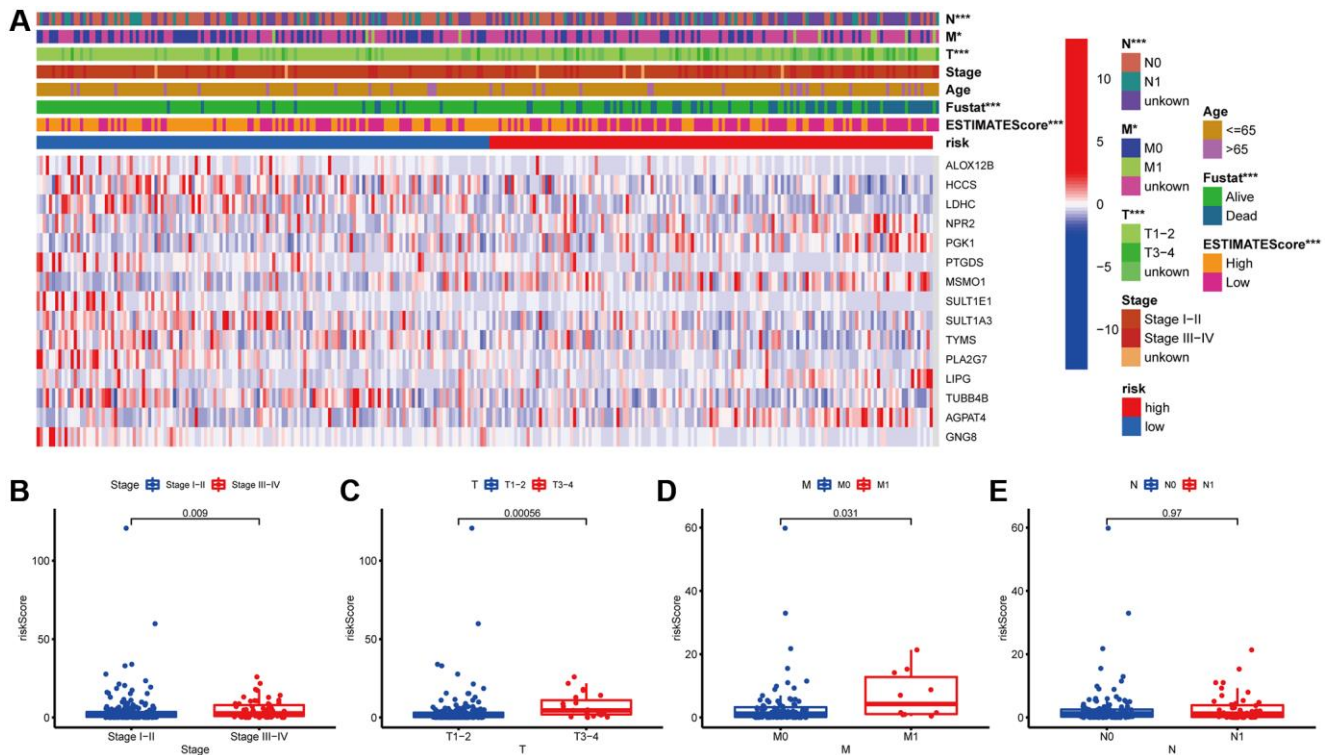 A
N***
M*
T***
Stage
Age
Fustat***
ESTIMATEScore***
risk
ALOX12B
HCCS
LDHC
NPR2
PGK1
PTGDS
MSMO1
SULT1E1
SULT1A3
TYMS
PLA2G7
LIPG
TUBB4B
AGPAT4
GNG8
10
5
0
−5
−10
N***
N0
N1
unkown
M*
M0
M1
unkown
T***
T1−2
T3−4
unkown
Stage
Stage I−II
Stage III−IV
unkown
risk
high
low
Age
<=65
>65
Fustat***
Alive
Dead
ESTIMATEScore***
High
Low
B
Stage Stage I−II Stage III−IV
0.009
riskScore
100
50
0
Stage I−II Stage III−IV
Stage
C
T T1−2 T3−4
0.00056
riskScore
100
50
0
T1−2 T3−4
T
D
M M0 M1
0.031
riskScore
60
40
20
0
M0 M1
M
E
N N0 N1
0.97
riskScore
60
40
20
0
N0 N1
N